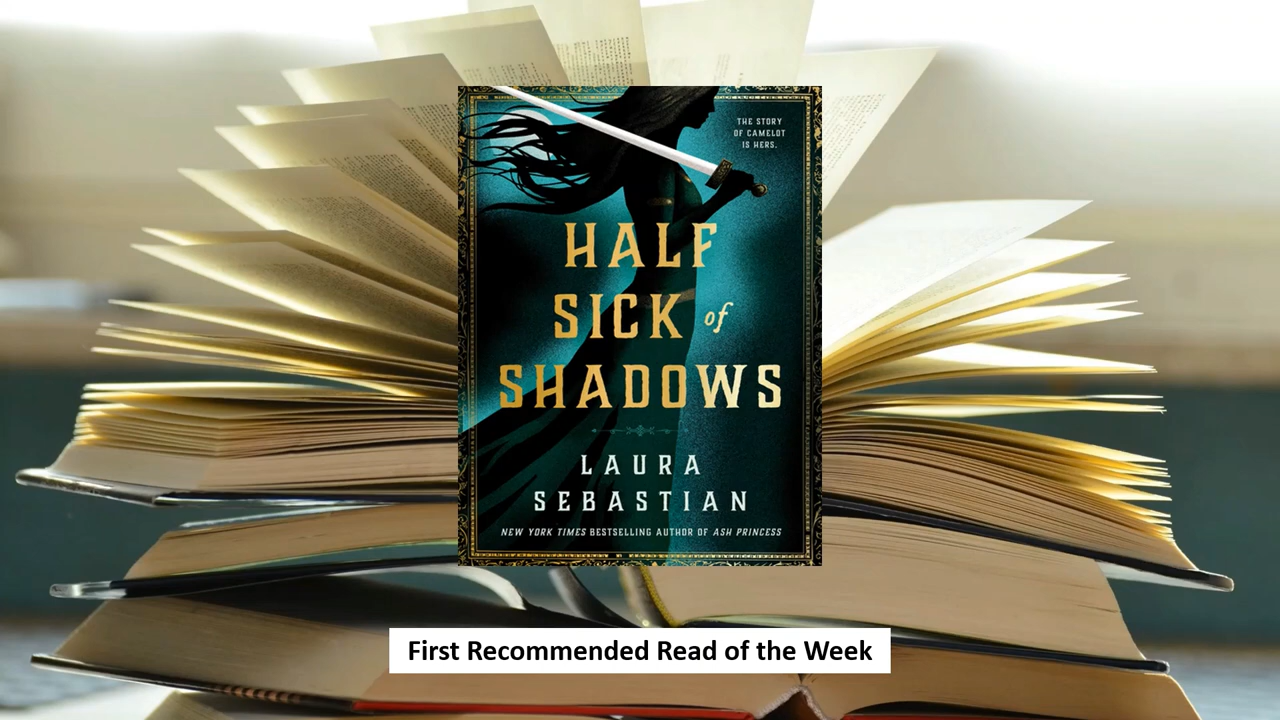 THE STORY
OF CAMELOT
IS HERS.
HALF
SICK of
SHADOWS
LAURA
SEBASTIAN
NEW YORK TIMES BESTSELLING AUTHOR OF ASH PRINCESS
First Recommended Read of the Week